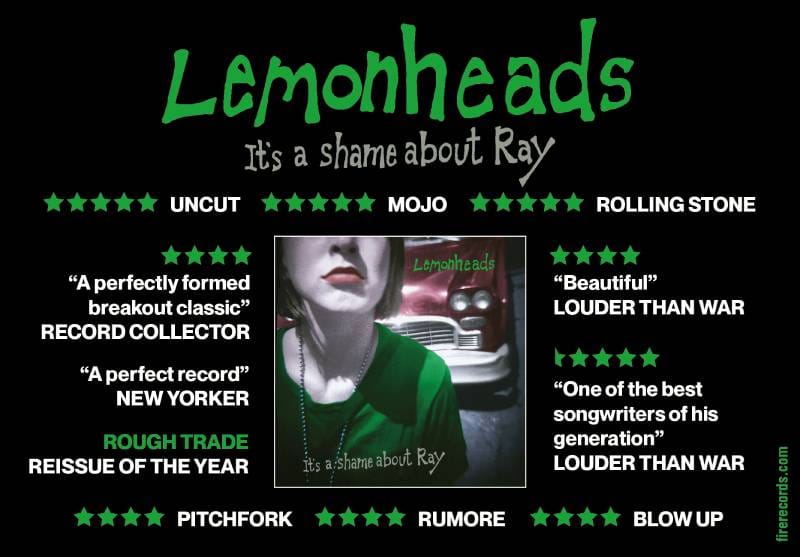 Lemonheads
It's a shame about Ray
★★★★★ UNCUT ★★★★★ MOJO ★★★★★ ROLLING STONE
★★★★
“A perfectly formed
breakout classic”
RECORD COLLECTOR
“A perfect record”
NEW YORKER
ROUGH TRADE
REISSUE OF THE YEAR
Lemonheads
It's a shame about Ray
★★★★
“Beautiful”
LOUDER THAN WAR
★★★★
“One of the best
songwriters of his
generation”
LOUDER THAN WAR
★★★★ PITCHFORK ★★★★ RUMORE ★★★★ BLOW UP
firerecords.com